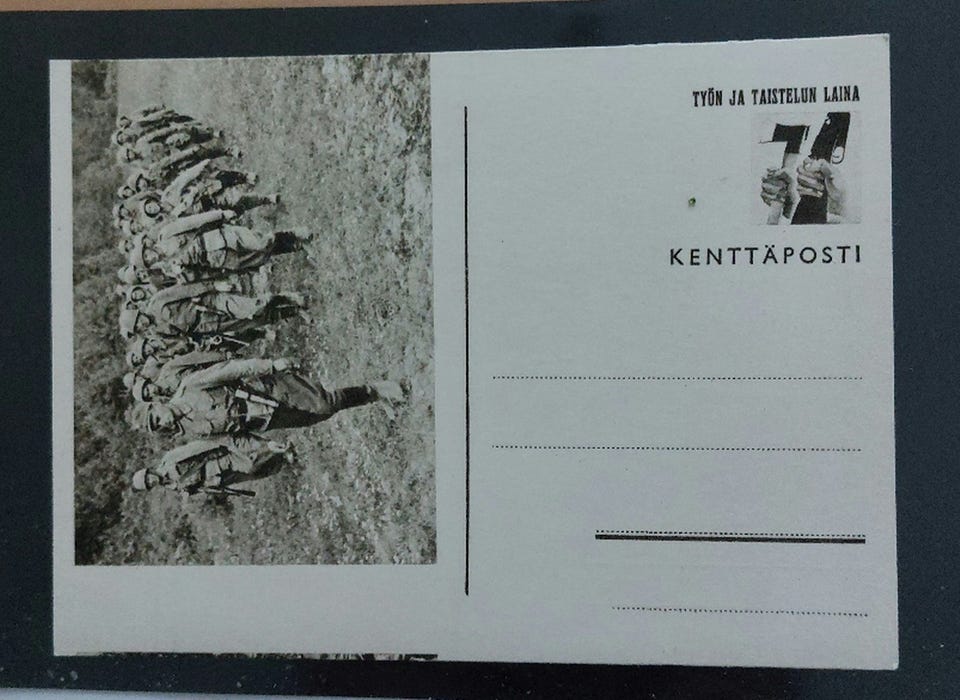 TYÖN JA TAISTELUN LAINA
KENTTÄPOSTI